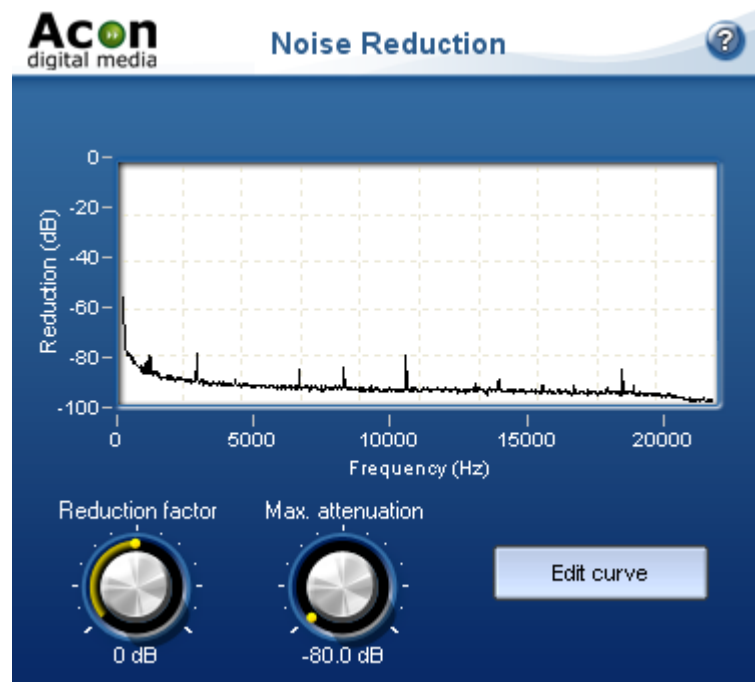 Acon
digital media
Noise Reduction
?
Reduction (dB)
0
-20
-40
-60
-80
-100
0 5000 10000 15000 20000
Frequency (Hz)
Reduction factor Max. attenuation
Edit curve
0 dB -80.0 dB